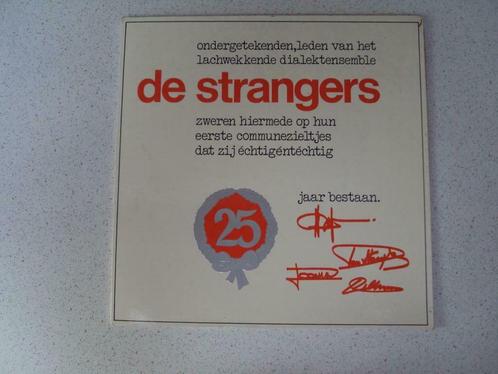 ondergetekenden,leden van het
lachwekkende dialektensemble
de strangers
zweren hiermede op hun
eerste communezieltjes
dat zij échtigéntéchtig
25
jaar bestaan.